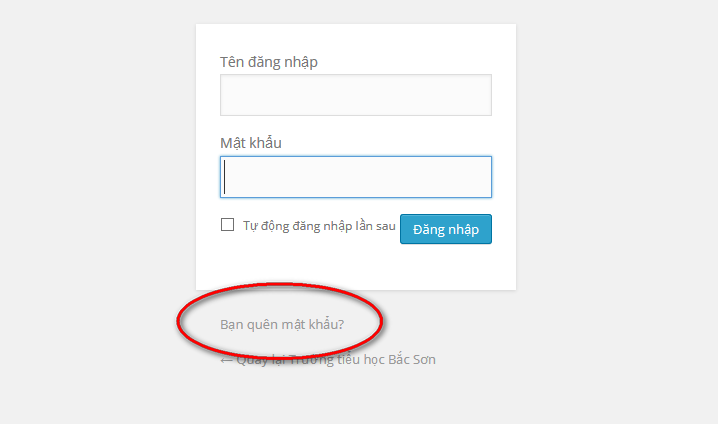 Tên đăng nhập
Mật khẩu
Tự động đăng nhập lần sau
Đăng nhập
Bạn quên mật khẩu?
← Quay lại Trường tiểu học Bắc Sơn